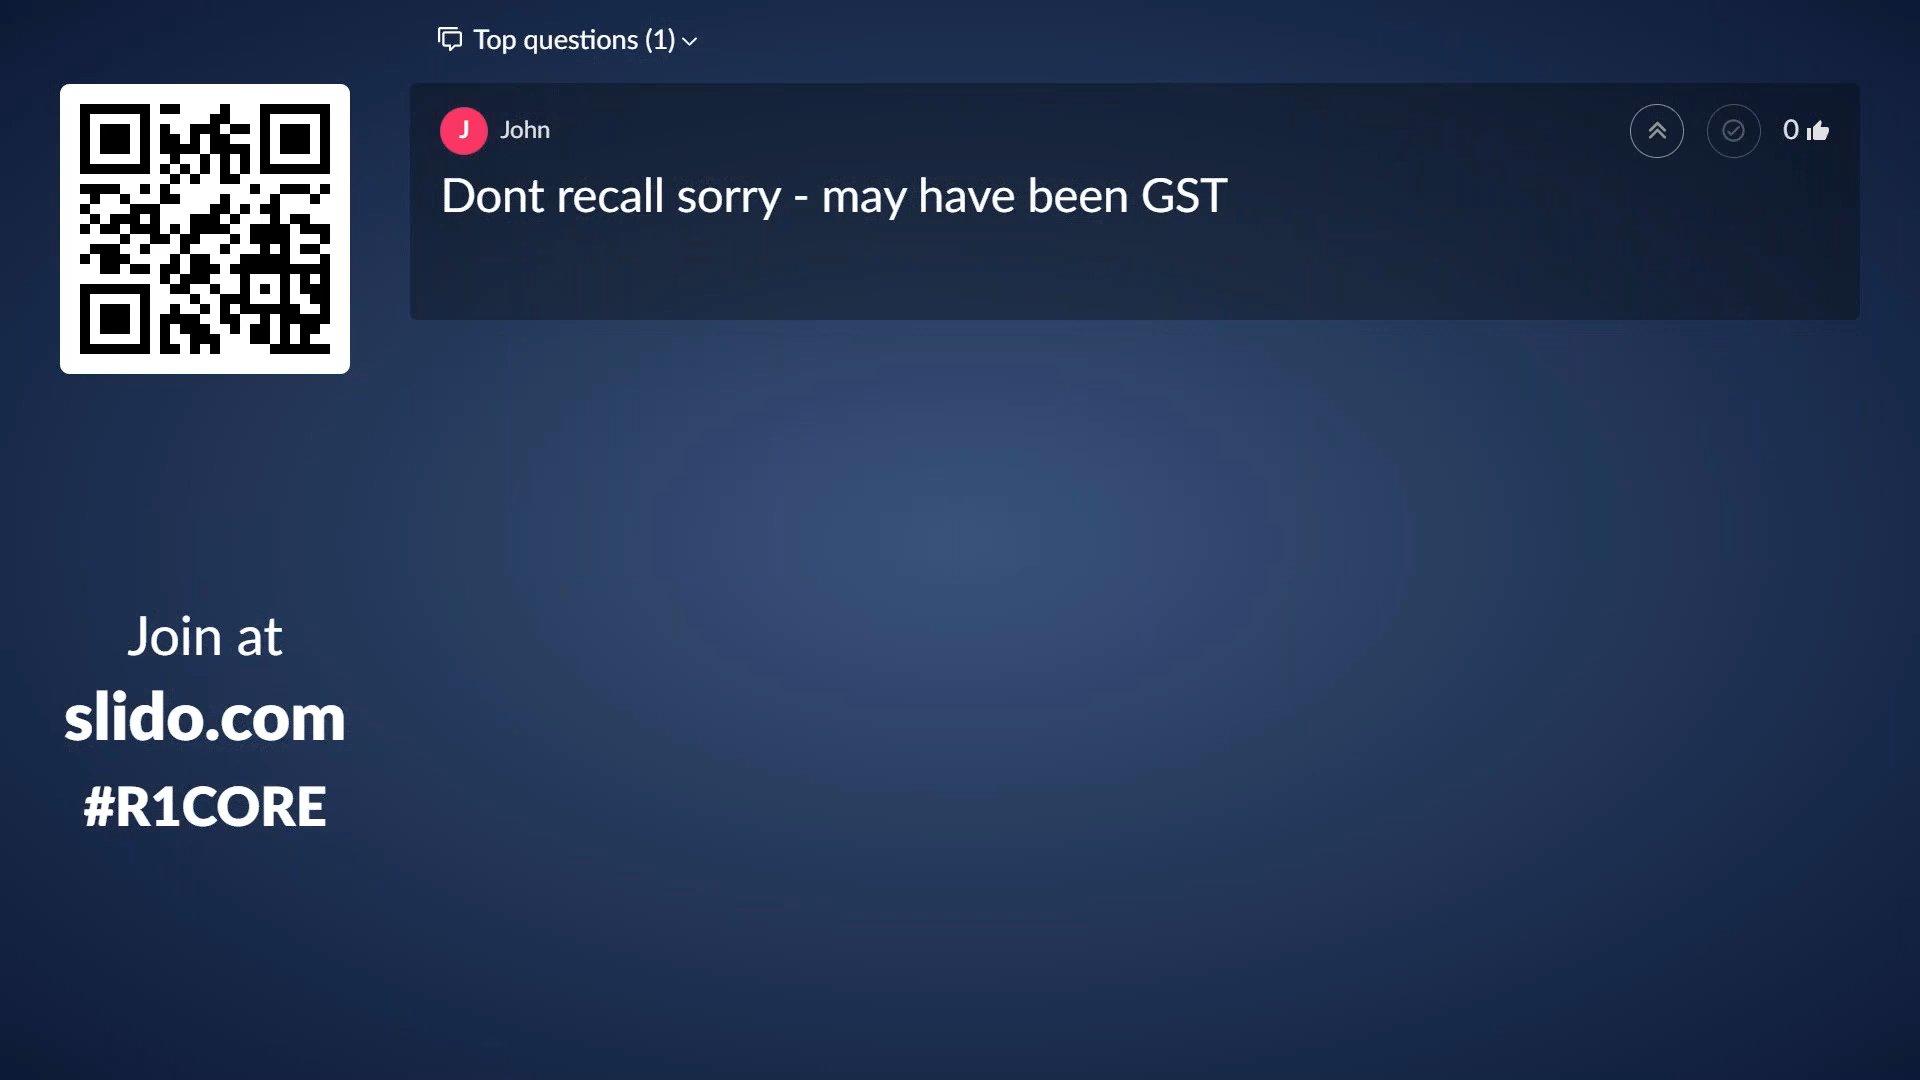 Top questions (1)
J John
0
Dont recall sorry - may have been GST
Join at
slido.com
#R1CORE